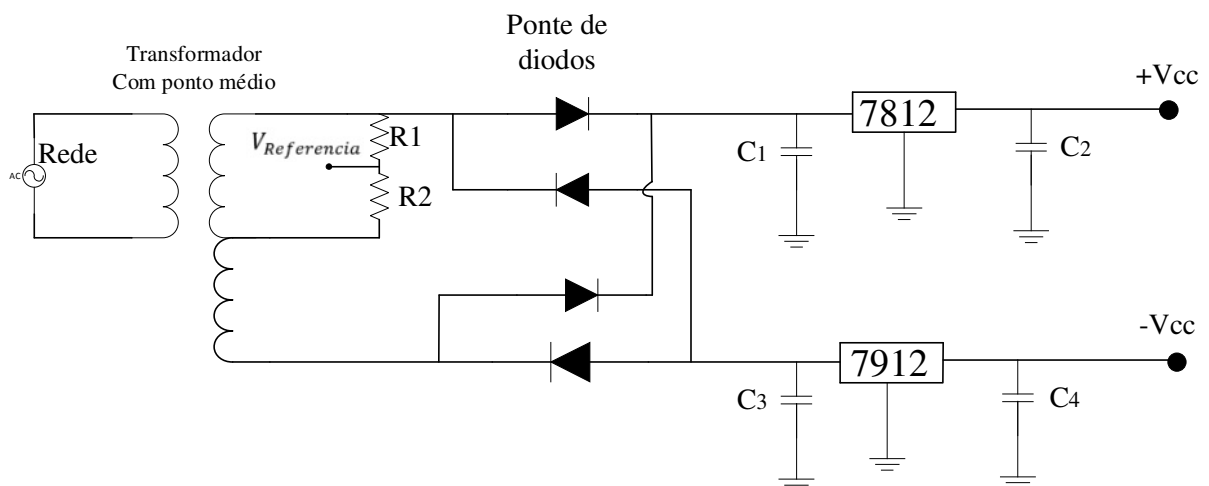 Ponte de
diodos
Transformador
Com ponto médio
+Vcc
7812
V_Referencia
R1
Rede
AC
C1
C2
R2
-Vcc
7912
C3
C4